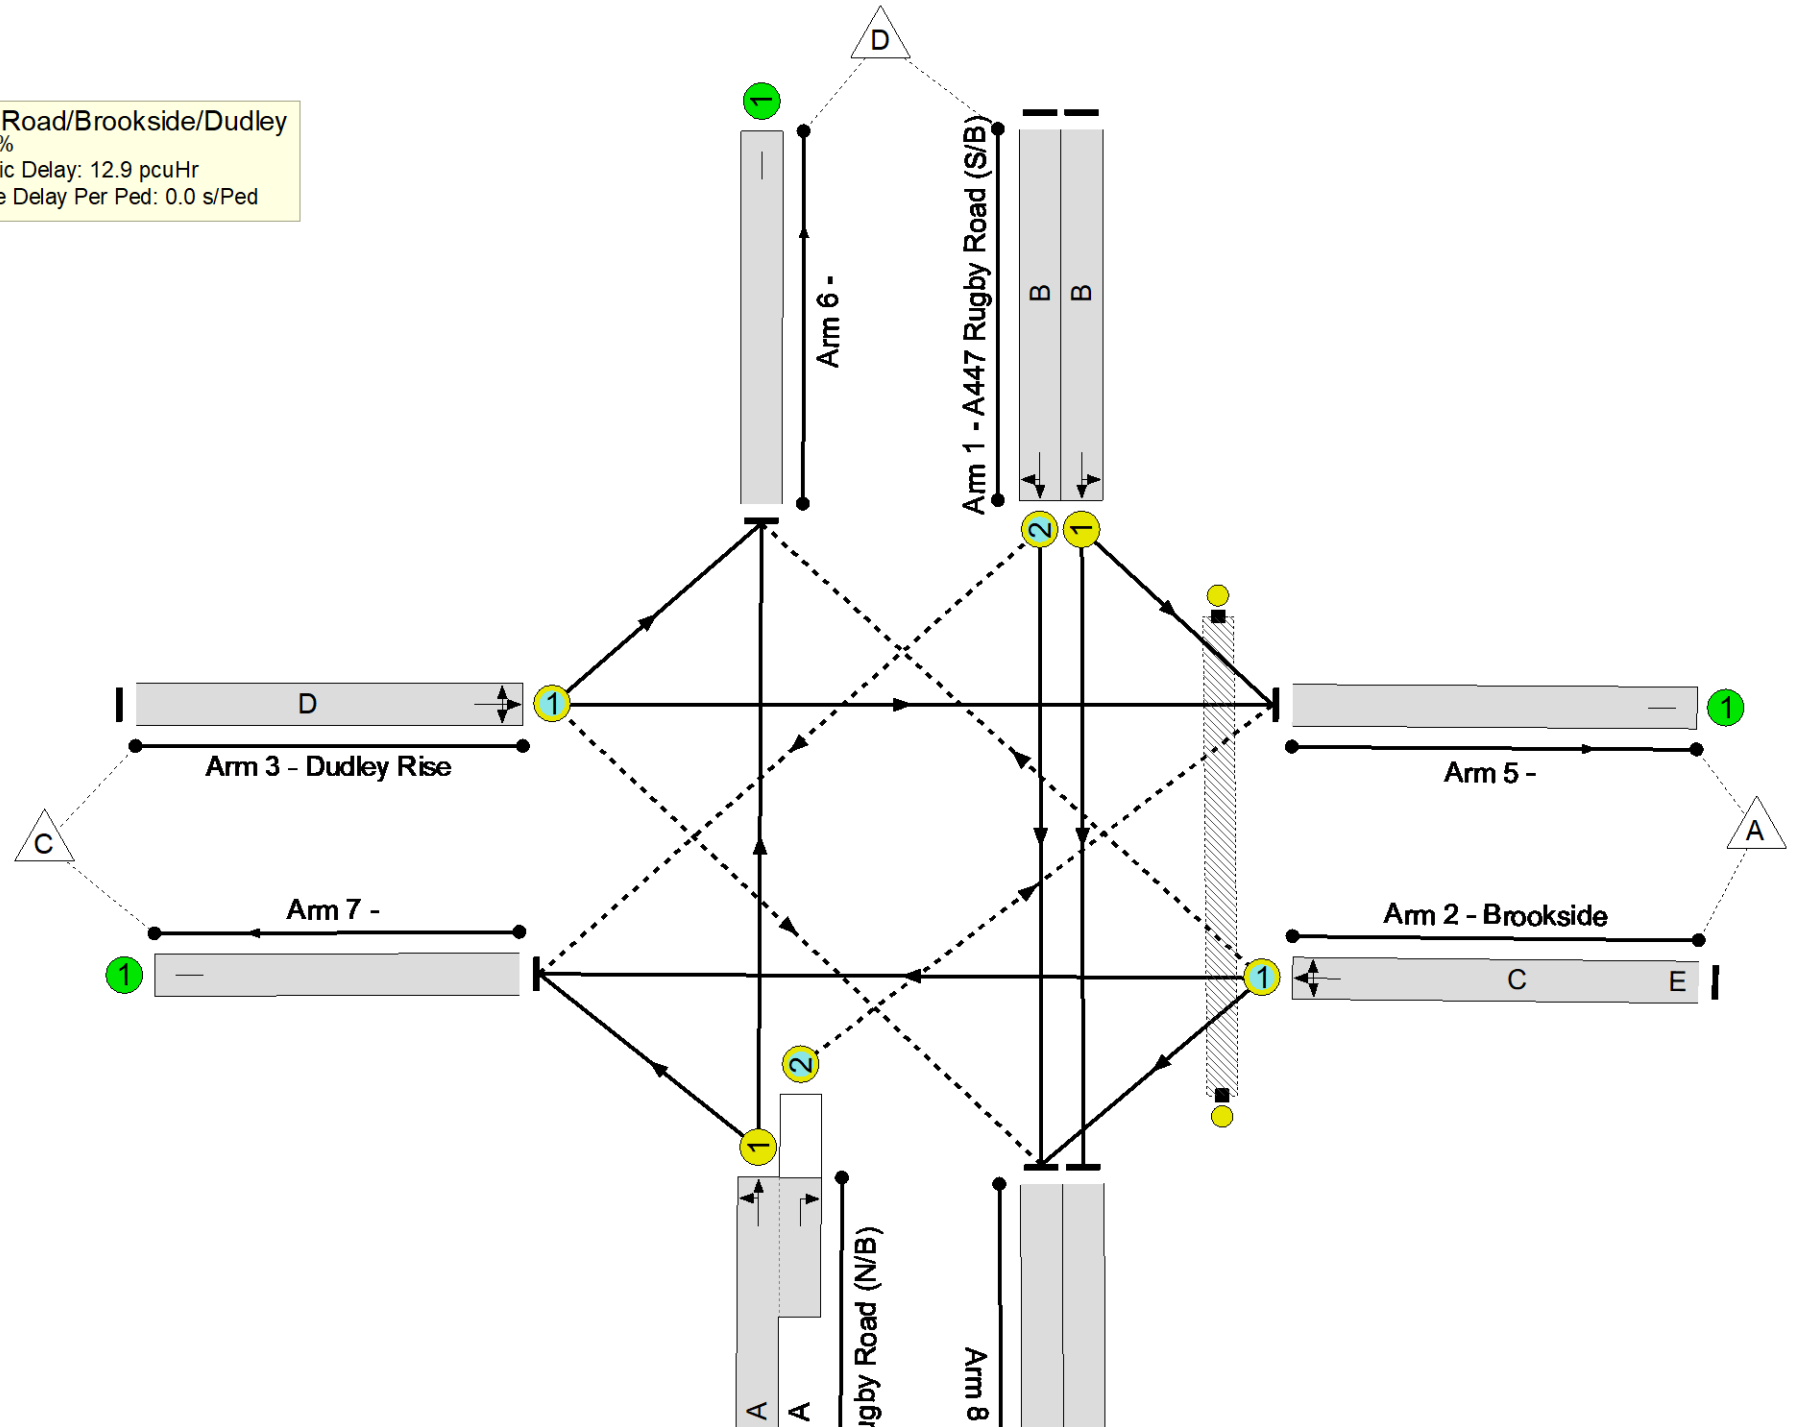 D
Road/Brookside/Dudley
%
ic Delay: 12.9 pcuHr
e Delay Per Ped: 0.0 s/Ped
1
Arm 6 -
Arm 1 - A447 Rugby Road (S/B)
B
B
2
1
D
1
Arm 3 - Dudley Rise
1
Arm 5 -
C
A
Arm 7 -
1
Arm 2 - Brookside
1
C
E
2
1
ugby Road (N/B)
Arm 8
A
A